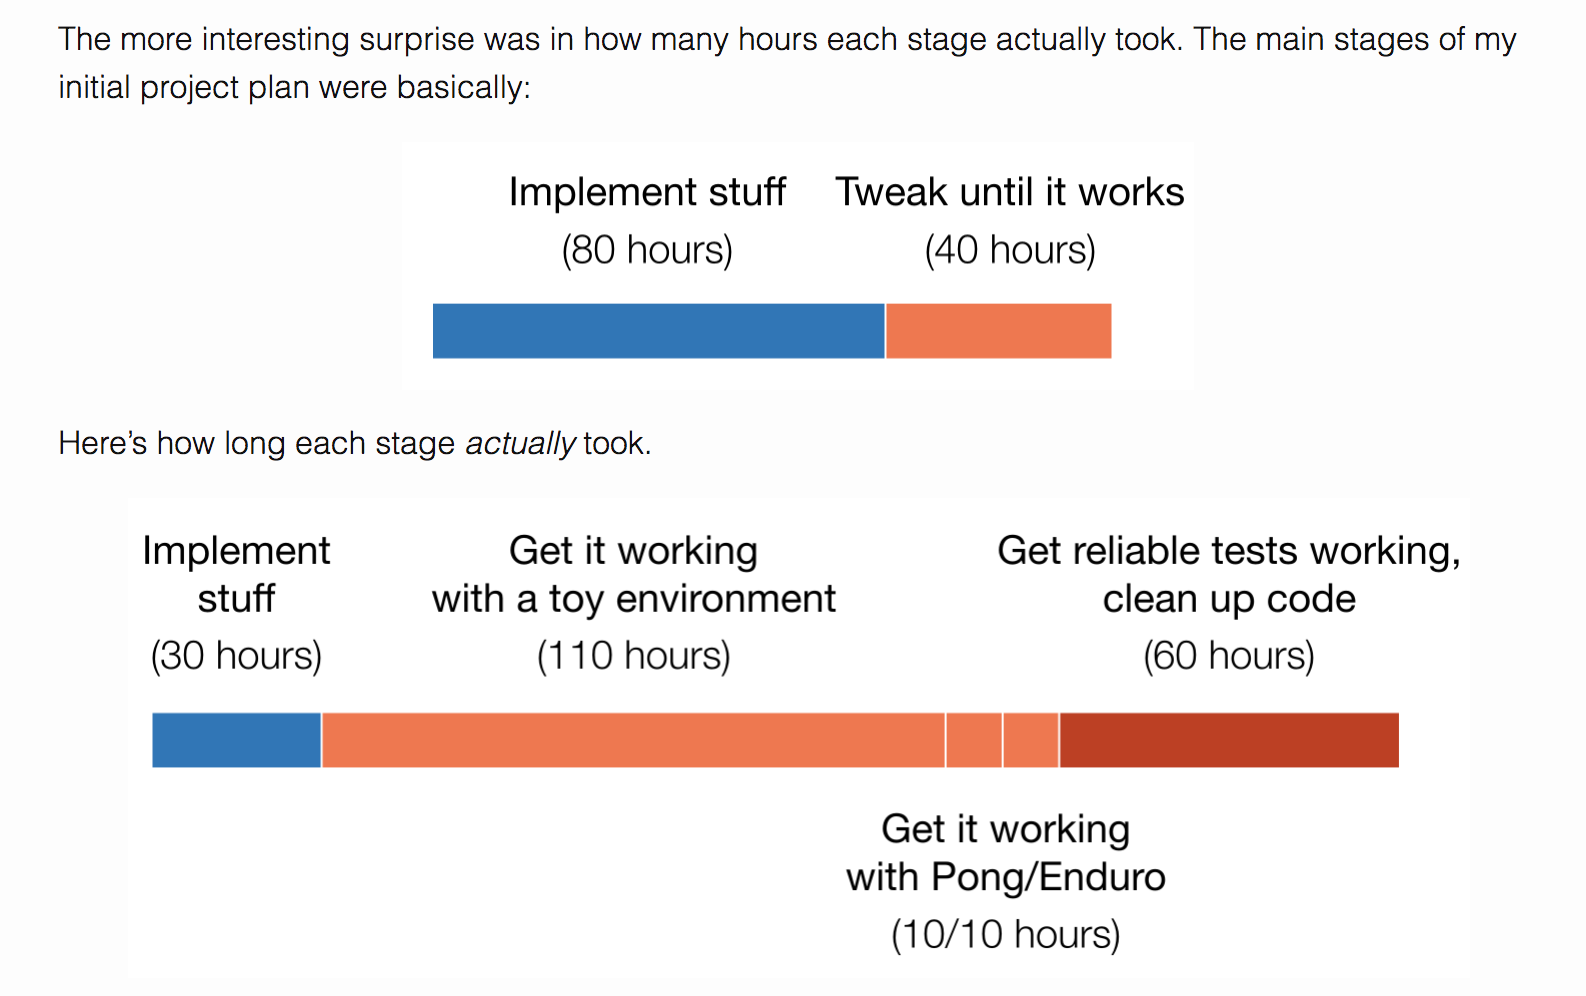 The more interesting surprise was in how many hours each stage actually took. The main stages of my
initial project plan were basically:
Implement stuff
(80 hours)
Tweak until it works
(40 hours)
Here’s how long each stage actually took.
Implement
stuff
(30 hours)
Get it working
with a toy environment
(110 hours)
Get reliable tests working,
clean up code
(60 hours)
Get it working
with Pong/Enduro
(10/10 hours)